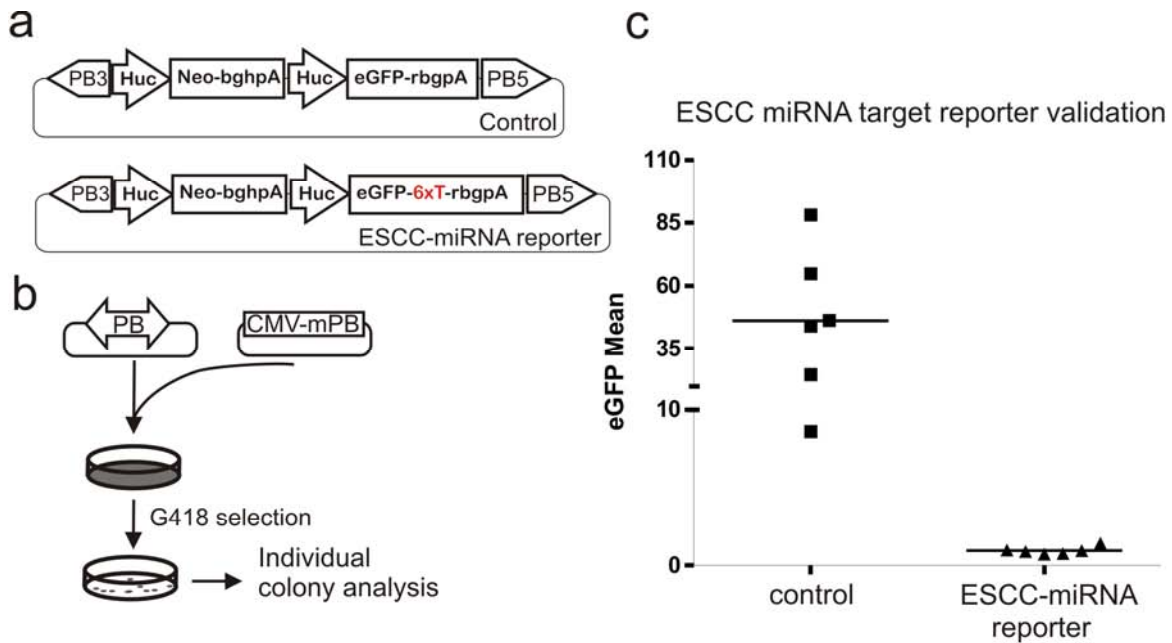 a
PB3 Huc Neo-bghpA Huc eGFP-rbgpA PB5
Control
PB3 Huc Neo-bghpA Huc eGFP-6xT-rbgpA PB5
ESCC-miRNA reporter
b
PB CMV-mPB
G418 selection
Individual
colony analysis
c
ESCC miRNA target reporter validation
eGFP Mean
110
85
60
35
10
0
control
ESCC-miRNA
reporter